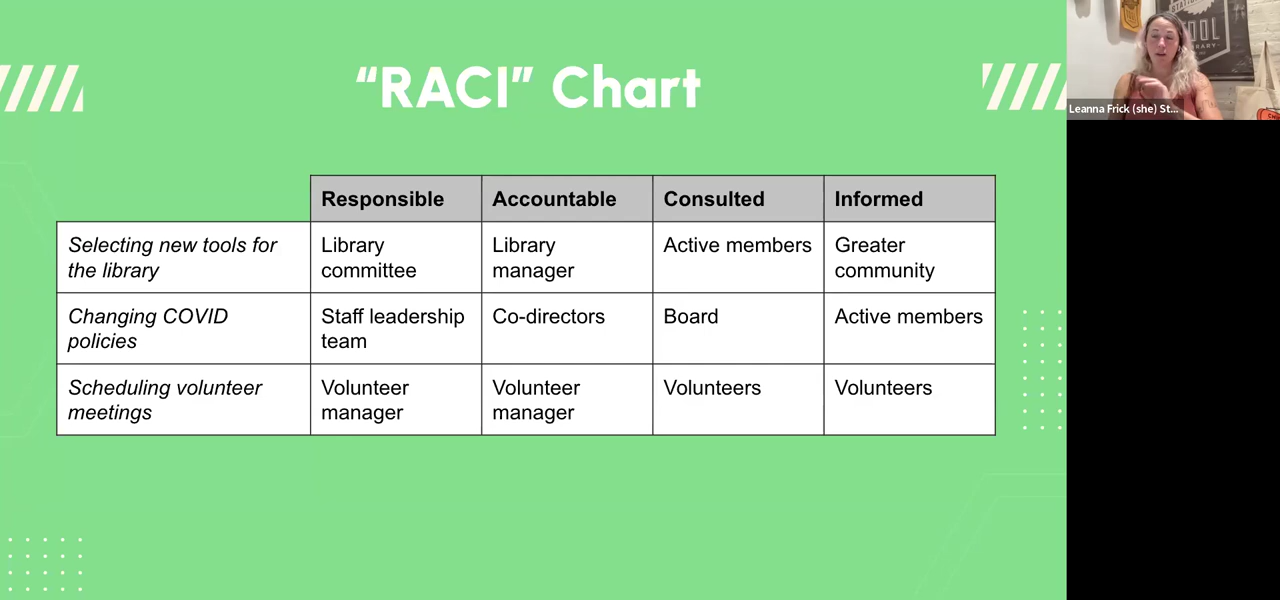 “RACI” Chart
Responsible Accountable Consulted Informed
Selecting new tools for the library
Library committee
Library manager
Active members
Greater community
Changing COVID policies
Staff leadership team
Co-directors
Board
Active members
Scheduling volunteer meetings
Volunteer manager
Volunteer manager
Volunteers
Volunteers
Leanna Frick (she) St...